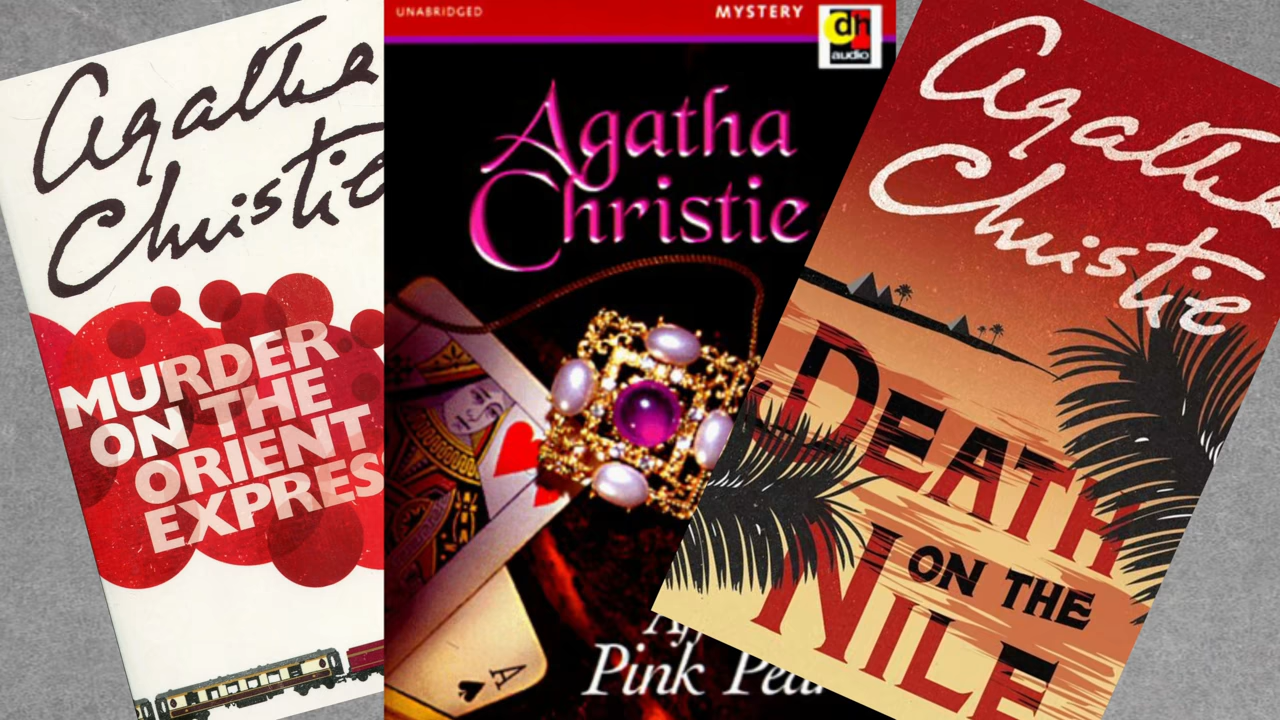 Agatha
Christie
MURDER
ON THE
ORIENT
EXPRES
UNABRIDGED
MYSTERY
dh
audio
Agatha
Christie
A
Pink
Agatha
Christie
DEATH
ON THE
NILE